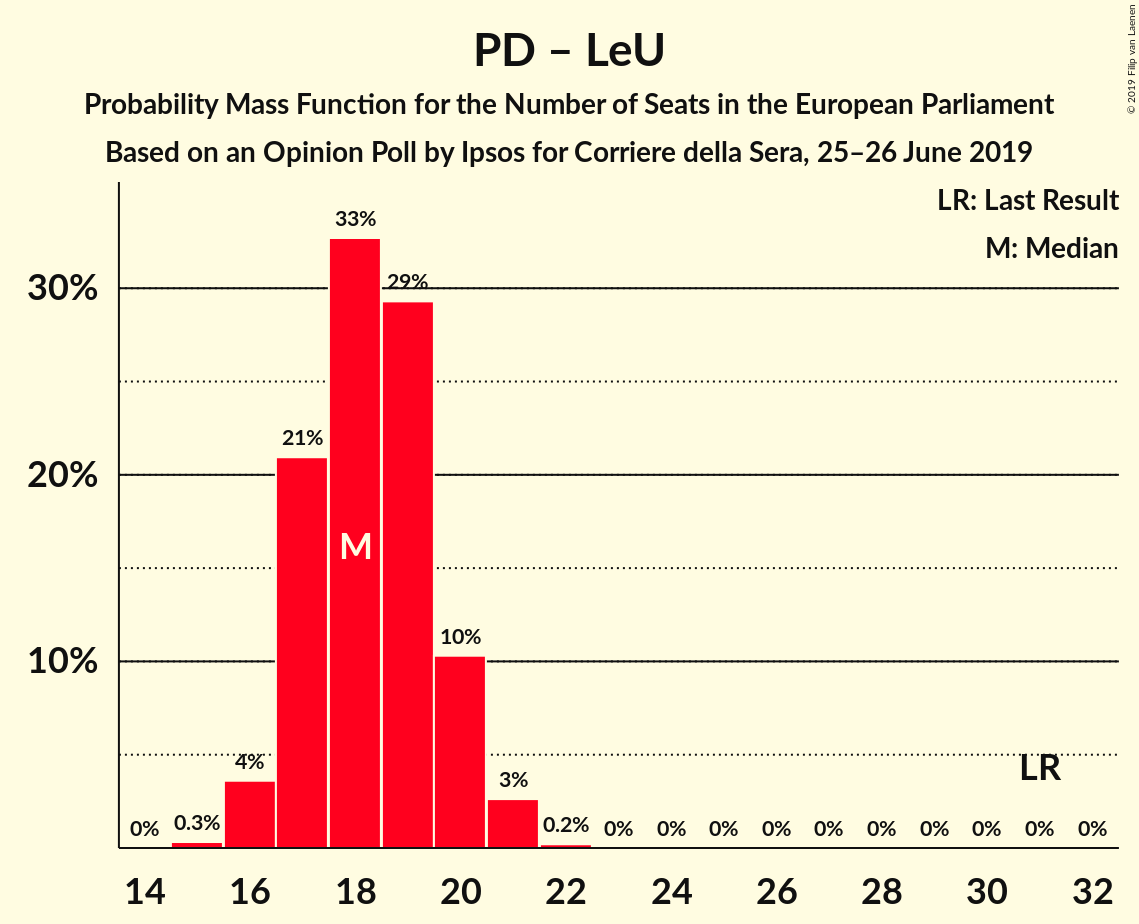 PD – LeU
Probability Mass Function for the Number of Seats in the European Parliament
Based on an Opinion Poll by Ipsos for Corriere della Sera, 25–26 June 2019
© 2019 Filip van Laenen
LR: Last Result
M: Median
33%
29%
30%
21%
20%
M
10%
10%
4%
3%
LR
0% 0.3% 0.2% 0% 0% 0% 0% 0% 0% 0% 0% 0% 0%
14 16 18 20 22 24 26 28 30 32